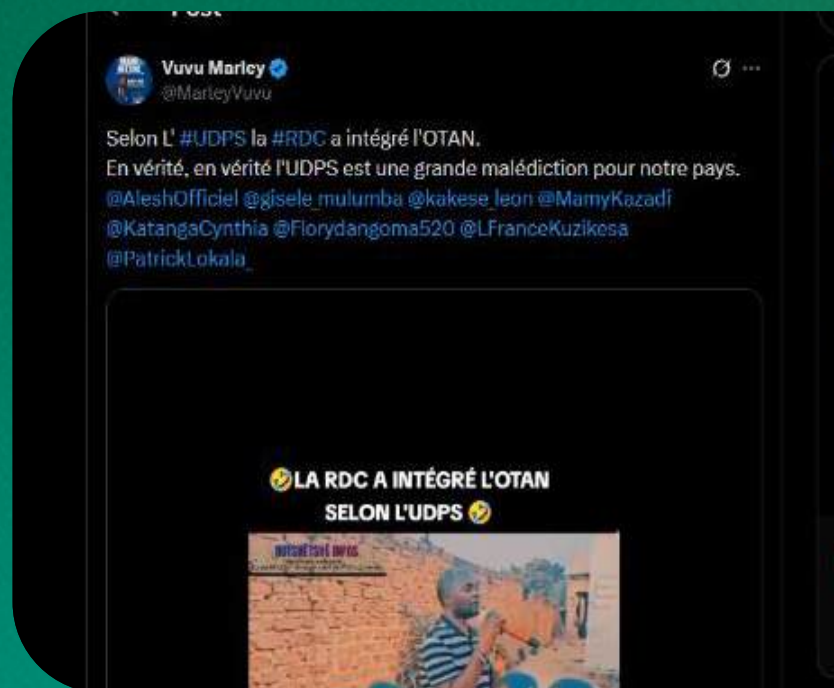 Post
Vuvu Marley
@MarleyVuvu
Selon L' #UDPS la #RDC a intégré l'OTAN.
En vérité, en vérité l'UDPS est une grande malédiction pour notre pays.
@AleshOfficiel @gisele_mulumba @kakese_leon @MamyKazadi
@KatangaCynthia @Florydangoma520 @LFranceKuzikesa
@PatrickLokala_
🤣LA RDC A INTÉGRÉ L'OTAN
SELON L'UDPS🤣